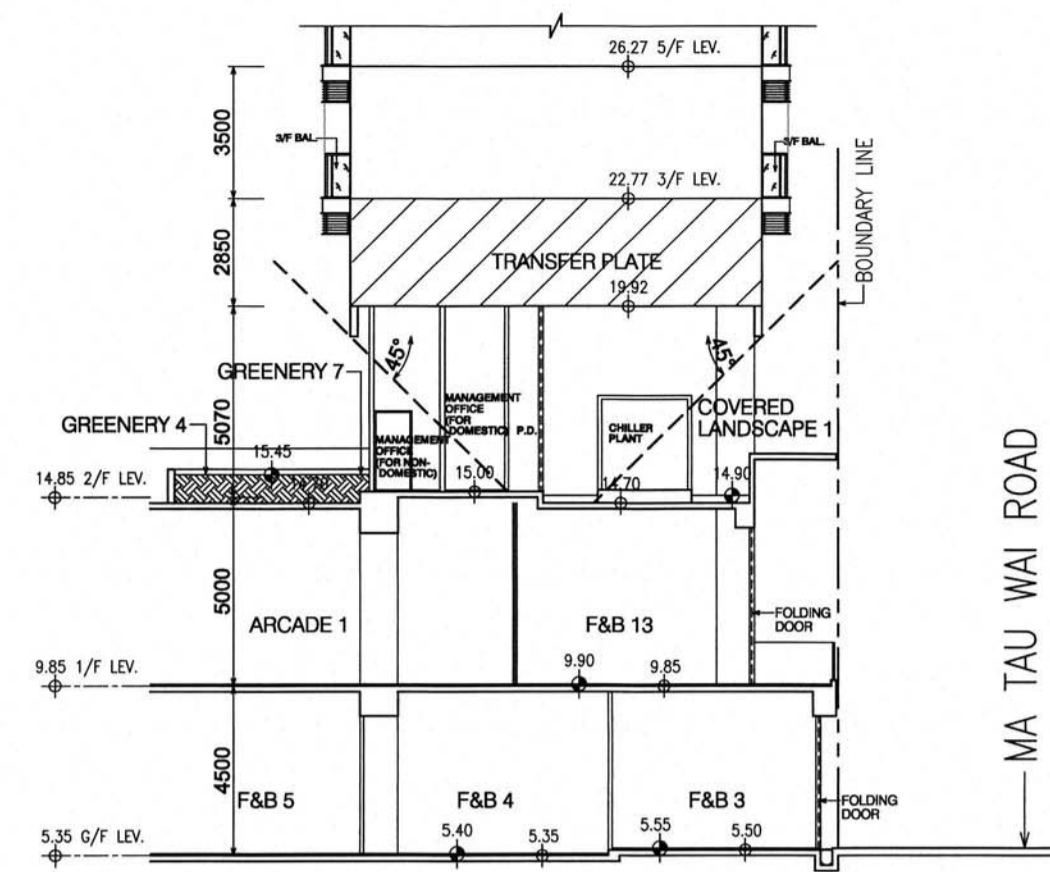 26.27 5/F LEV.
3500
3/F BAL.
3/F BAL.
22.77 3/F LEV.
BOUNDARY LINE
2850
TRANSFER PLATE
19.92
45°
45°
GREENERY 7
5070
GREENERY 4
MANAGEMENT
OFFICE
(FOR
DOMESTIC)
P.D.
MANAGEMENT
OFFICE
(FOR NON-
DOMESTIC)
CHILLER
PLANT
COVERED
LANDSCAPE 1
15.45
14.85 2/F LEV.
15.00
14.70
14.70
14.90
5000
ARCADE 1
F&B 13
FOLDING
DOOR
9.85 1/F LEV.
9.90
9.85
4500
F&B 5
F&B 4
F&B 3
FOLDING
DOOR
5.35 G/F LEV.
5.40
5.35
5.55
5.50
MA TAU WAI ROAD